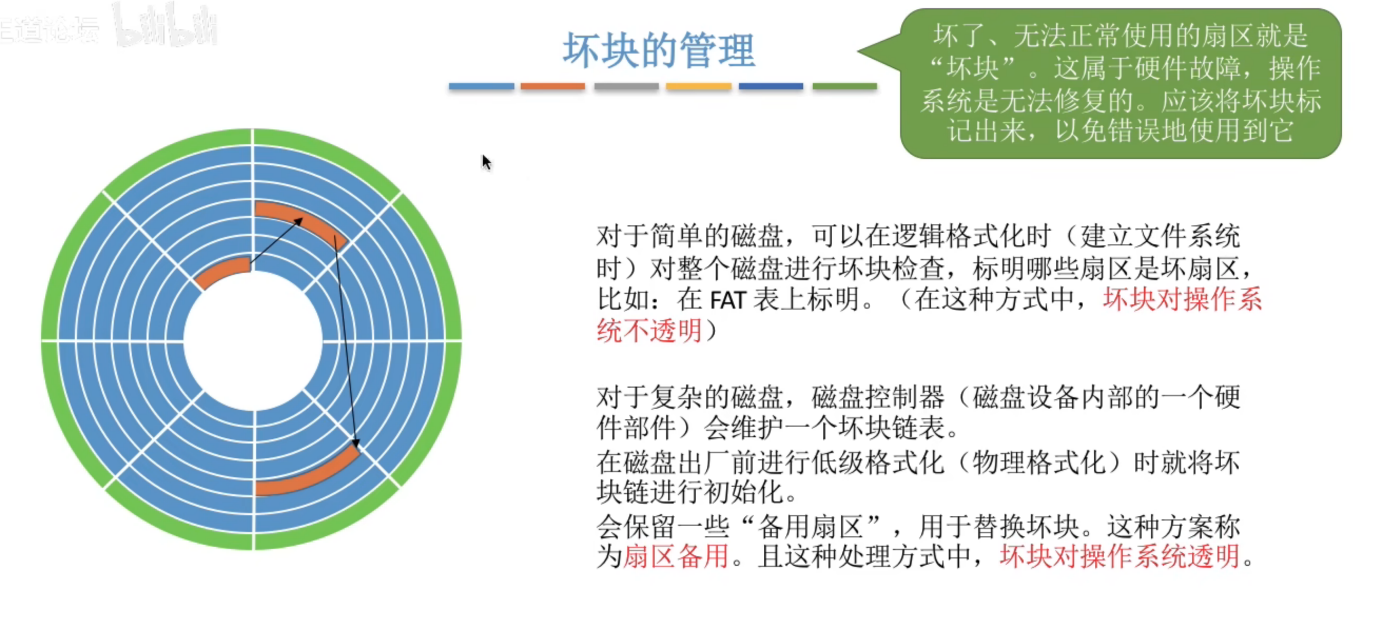 坏块的管理
坏了、无法正常使用的扇区就是
“坏块”。这属于硬件故障，操作
系统是无法修复的。应该将坏块标
记出来，以免错误地使用到它
对于简单的磁盘，可以在逻辑格式化时（建立文件系统
时）对整个磁盘进行坏块检查，标明哪些扇区是坏扇区，
比如：在 FAT 表上标明。（在这种方式中，坏块对操作系
统不透明）
对于复杂的磁盘，磁盘控制器（磁盘设备内部的一个硬
件部件）会维护一个坏块链表。
在磁盘出厂前进行低级格式化（物理格式化）时就将坏
块链进行初始化。
会保留一些“备用扇区”，用于替换坏块。这种方案称
为扇区备用。且这种处理方式中，坏块对操作系统透明。
bilibili